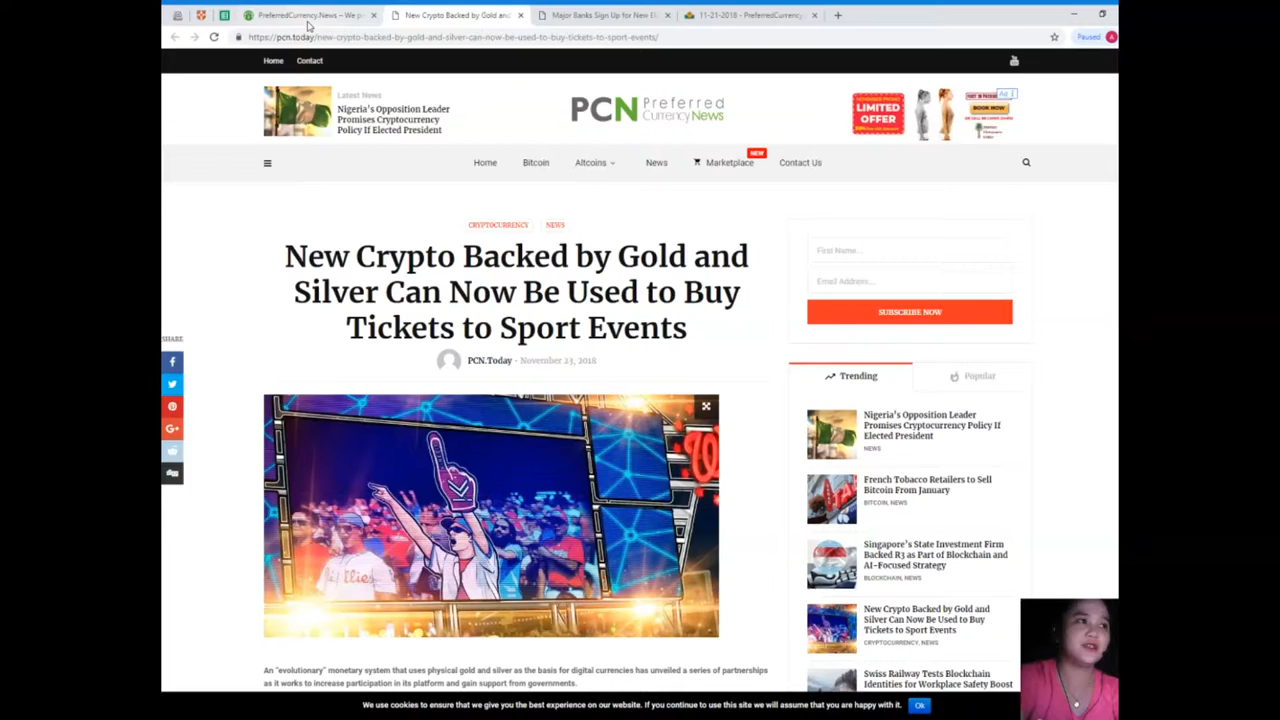 PreferredCurrency.News – We p
New Crypto Backed by Gold and
Major Banks Sign Up for New El
11-21-2018 - PreferredCurrency
https://pcn.today/new-crypto-backed-by-gold-and-silver-can-now-be-used-to-buy-tickets-to-sport-events/
Paused
A
Home
Contact
Latest News
Nigeria's Opposition Leader
Promises Cryptocurrency
Policy If Elected President
PCN Preferred
Currency News
LIMITED
OFFER
BOOK NOW
Ad
Home
Bitcoin
Altcoins
News
Marketplace
NEW
Contact Us
CRYPTOCURRENCY
NEWS
New Crypto Backed by Gold and
Silver Can Now Be Used to Buy
Tickets to Sport Events
PCN.Today - November 23, 2018
SHARE
First Name...
Email Address...
SUBSCRIBE NOW
Trending
Popular
Nigeria's Opposition Leader
Promises Cryptocurrency Policy If
Elected President
NEWS
French Tobacco Retailers to Sell
Bitcoin From January
BITCOIN, NEWS
Singapore's State Investment Firm
Backed R3 as Part of Blockchain and
AI-Focused Strategy
BLOCKCHAIN, NEWS
New Crypto Backed by Gold and
Silver Can Now Be Used to Buy
Tickets to Sport Events
CRYPTOCURRENCY, NEWS
Swiss Railway Tests Blockchain
Identities for Workplace Safety Boost
An "evolutionary" monetary system that uses physical gold and silver as the basis for digital currencies has unveiled a series of partnerships
as it works to increase participation in its platform and gain support from governments.
We use cookies to ensure that we give you the best experience on our website. If you continue to use this site we will assume that you are happy with it.
Ok